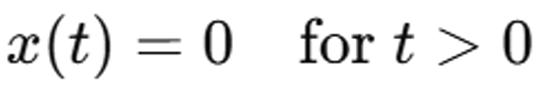 x(t) = 0 for t > 0